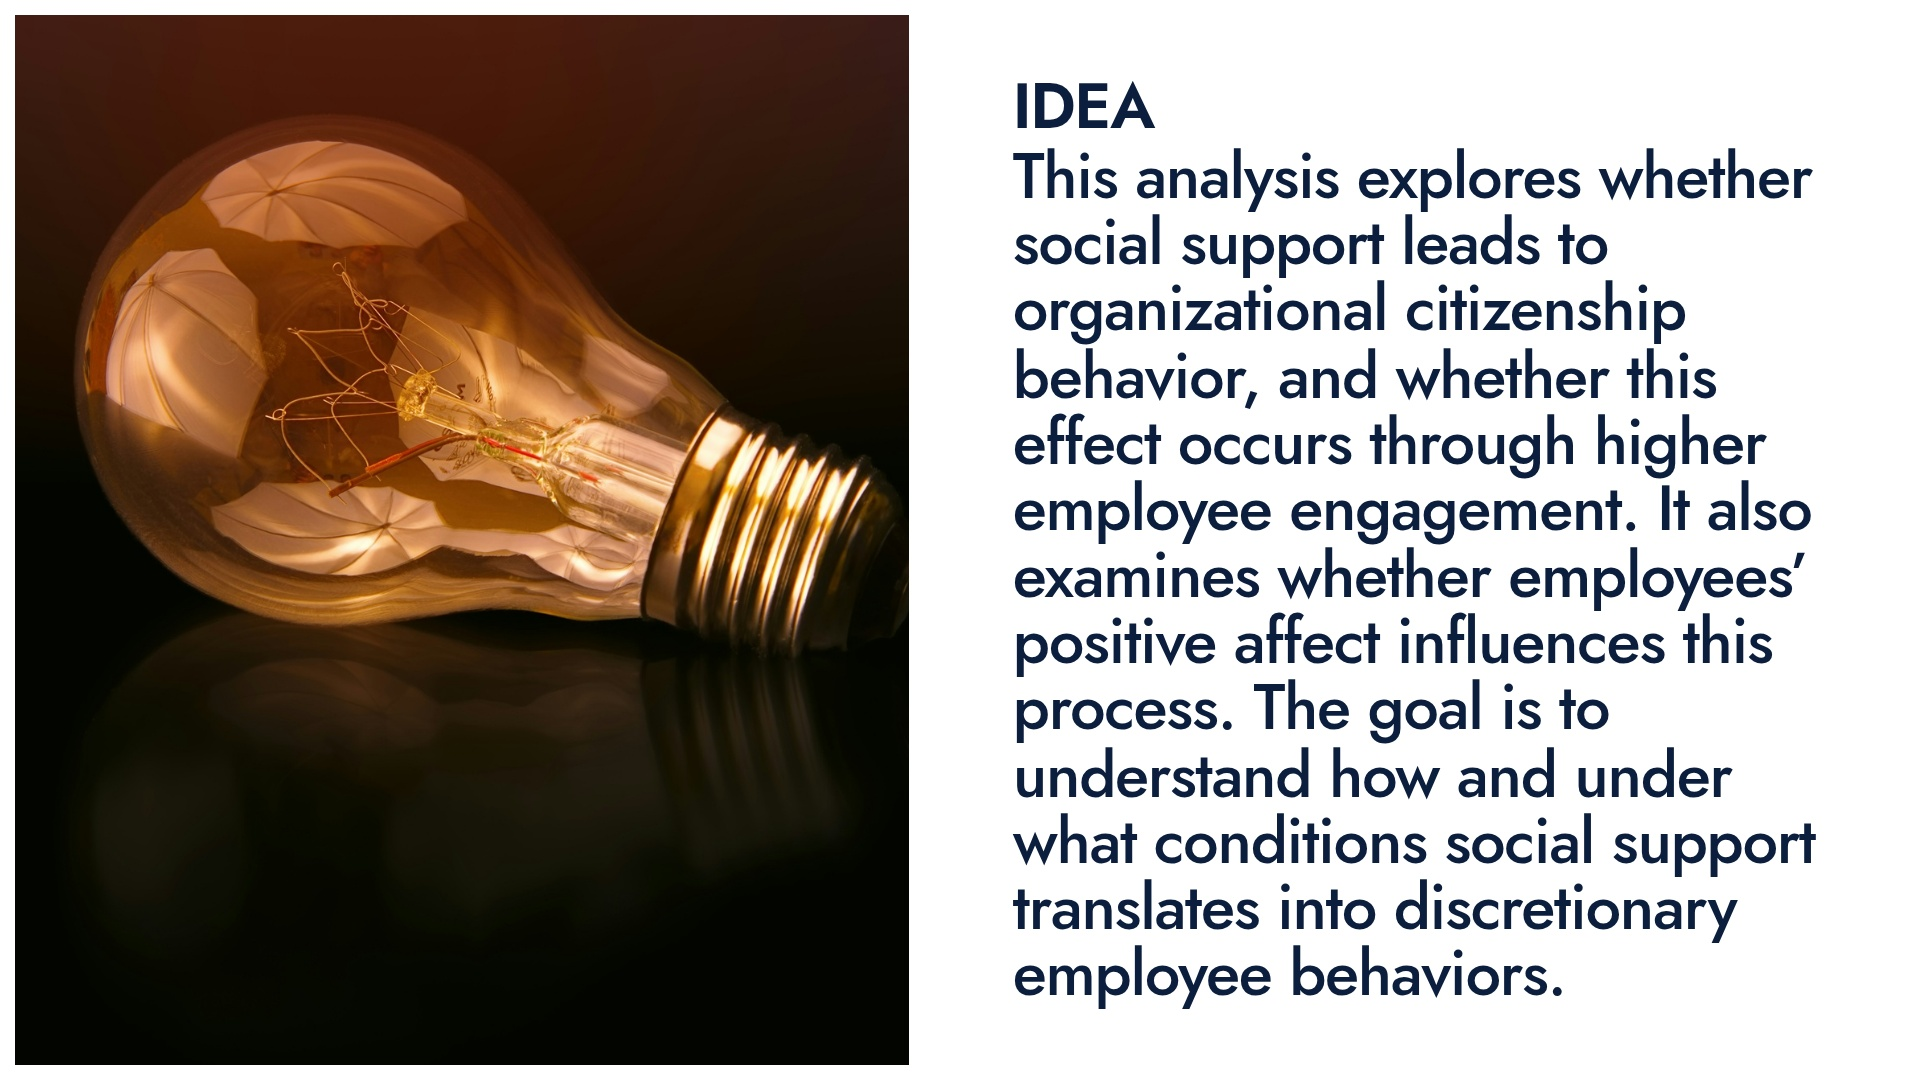 IDEA
This analysis explores whether
social support leads to
organizational citizenship
behavior, and whether this
effect occurs through higher
employee engagement. It also
examines whether employees’
positive affect influences this
process. The goal is to
understand how and under
what conditions social support
translates into discretionary
employee behaviors.